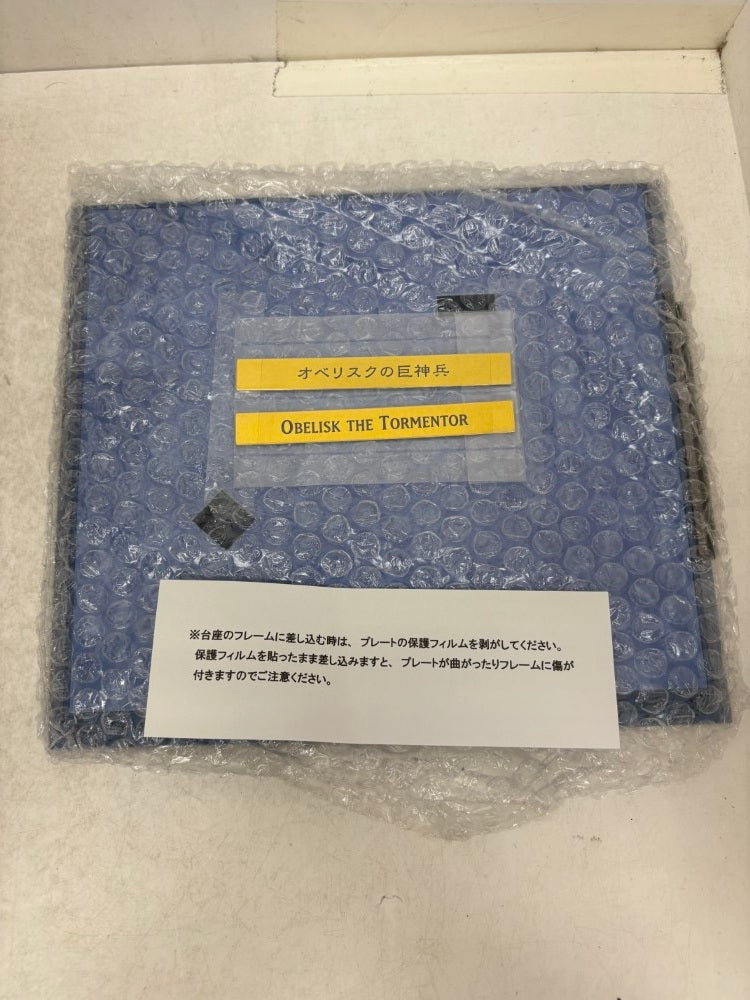 オベリスクの巨神兵
OBELISK THE TORMENTOR
※台座のフレームに差し込む時は、プレートの保護フィルムを剥がしてください。
保護フィルムを貼ったまま差し込みますと、プレートが曲がったりフレームに傷が
付きますのでご注意ください。